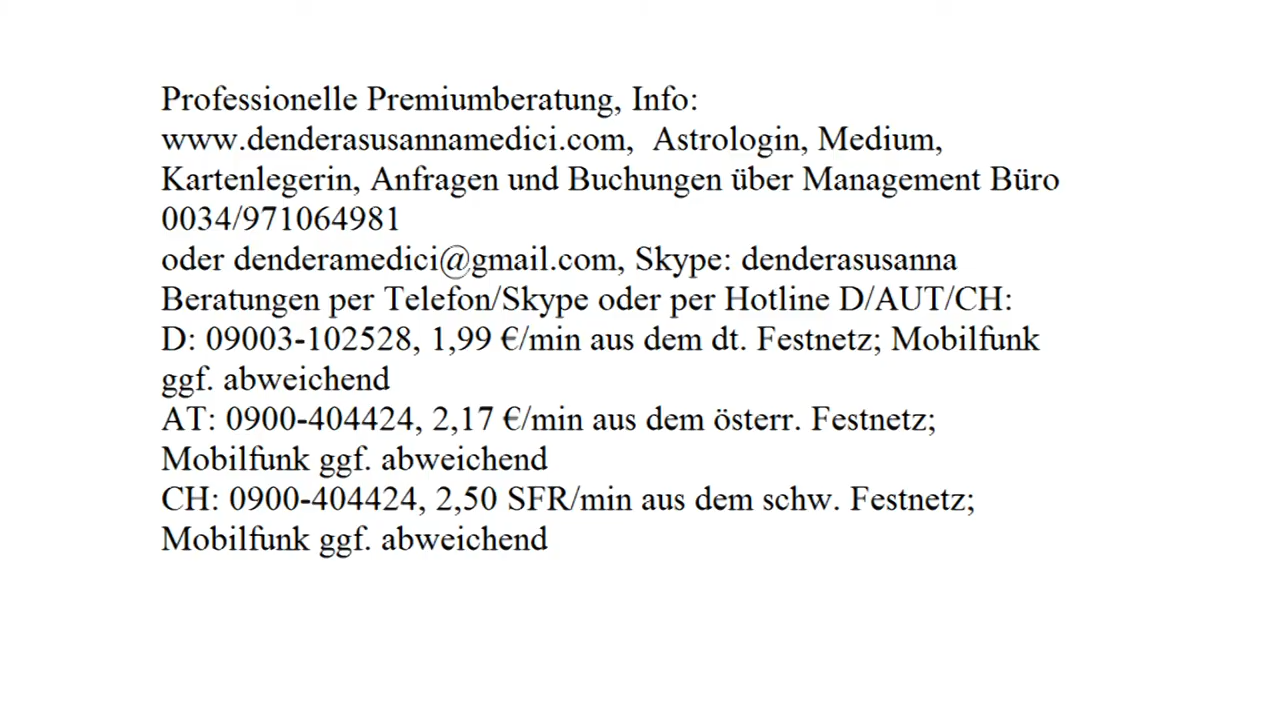 Professionelle Premiumberatung, Info:
www.denderasusannamedici.com,  Astrologin, Medium,
Kartenlegerin, Anfragen und Buchungen über Management Büro
0034/971064981
oder denderamedici@gmail.com, Skype: denderasusanna
Beratungen per Telefon/Skype oder per Hotline D/AUT/CH:
D: 09003-102528, 1,99 €/min aus dem dt. Festnetz; Mobilfunk
ggf. abweichend
AT: 0900-404424, 2,17 €/min aus dem österr. Festnetz;
Mobilfunk ggf. abweichend
CH: 0900-404424, 2,50 SFR/min aus dem schw. Festnetz;
Mobilfunk ggf. abweichend